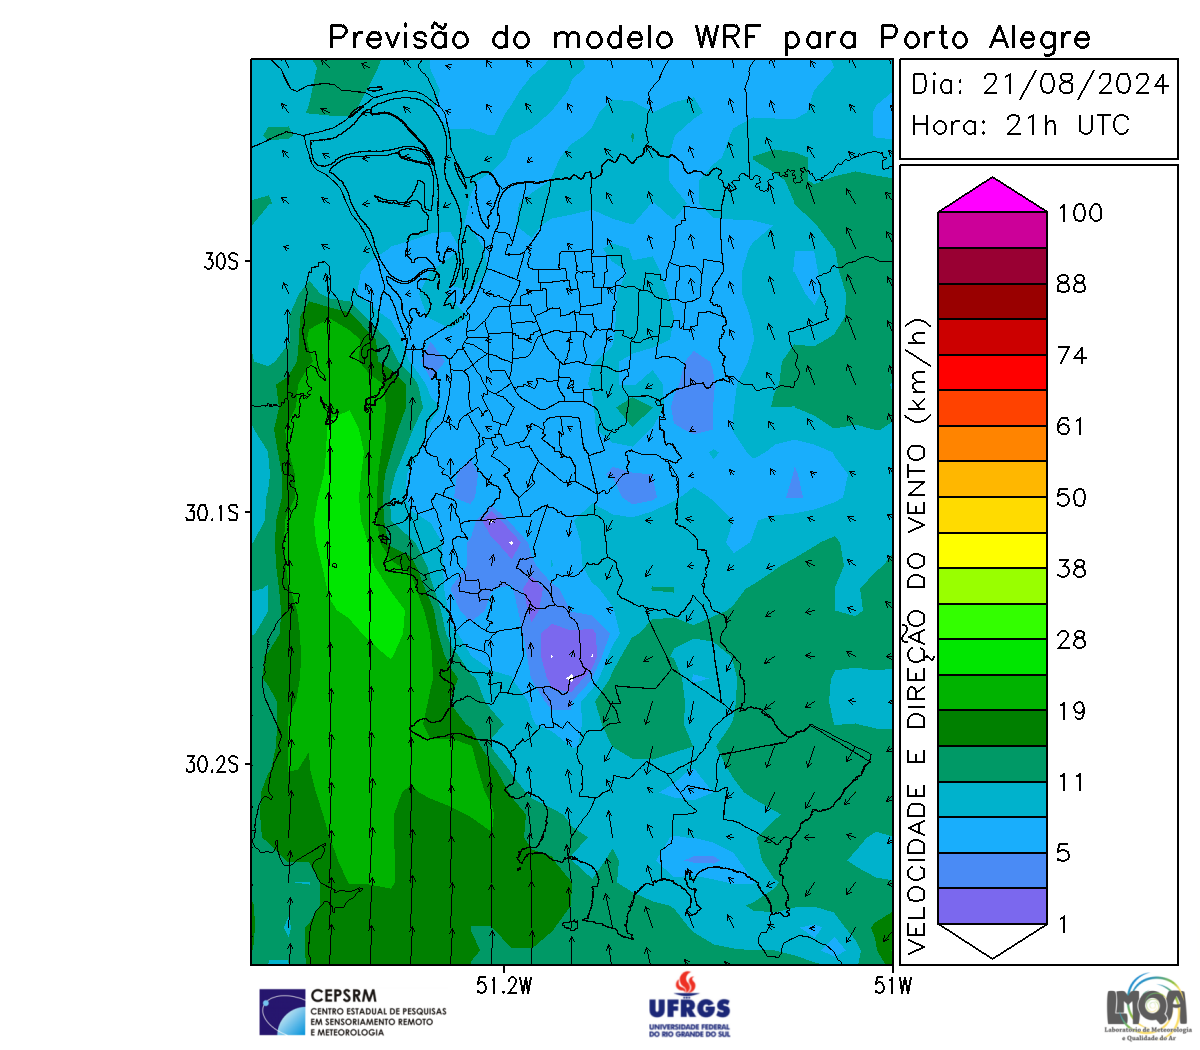 Previsão do modelo WRF para Porto Alegre
Dia: 21/08/2024
Hora: 21h UTC
100
88
74
61
50
38
28
19
11
5
1
VELOCIDADE E DIREÇÃO DO VENTO (km/h)
30S
30.1S
30.2S
51.2W
51W
CEPSRM
CENTRO ESTADUAL DE PESQUISAS
EM SENSORIAMENTO REMOTO
E METEOROLOGIA
UFRGS
UNIVERSIDADE FEDERAL
DO RIO GRANDE DO SUL
LMQA
Laboratório de Meteorologia
e Qualidade do Ar